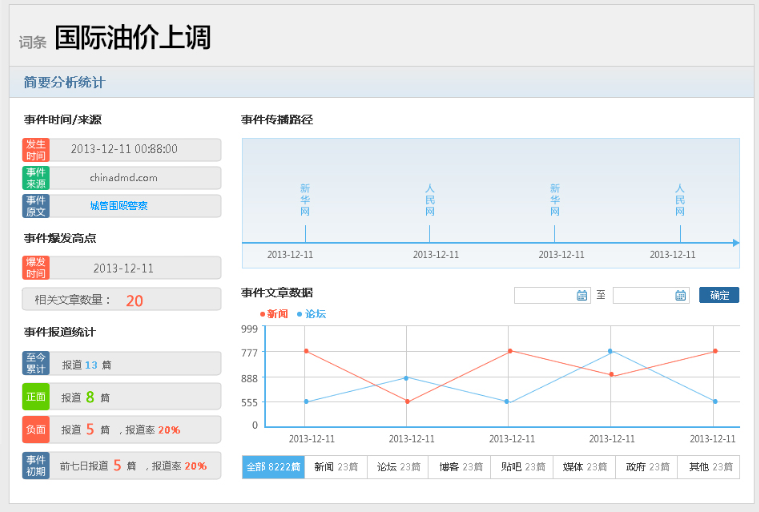 词条 国际油价上调
简要分析统计
事件时间/来源
发生时间 2013-12-11 00:88:00
事件来源 chinadmd.com
事件原文 城管围殴警察
事件爆发高点
爆发时间 2013-12-11
相关文章数量： 20
事件报道统计
至今累计 报道 13 篇
正面 报道 8 篇
负面 报道 5 篇 ，报道率 20%
事件初期 前七日报道 5 篇 ，报道率 20%
事件传播路径
新华网 人民网 新华网 人民网
2013-12-11 2013-12-11 2013-12-11 2013-12-11
事件文章数据 至 确定
新闻 论坛
999
777
888
555
0
2013-12-11 2013-12-11 2013-12-11 2013-12-11 2013-12-11
全部 8222篇 新闻 23篇 论坛 23篇 博客 23篇 贴吧 23篇 媒体 23篇 政府 23篇 其他 23篇